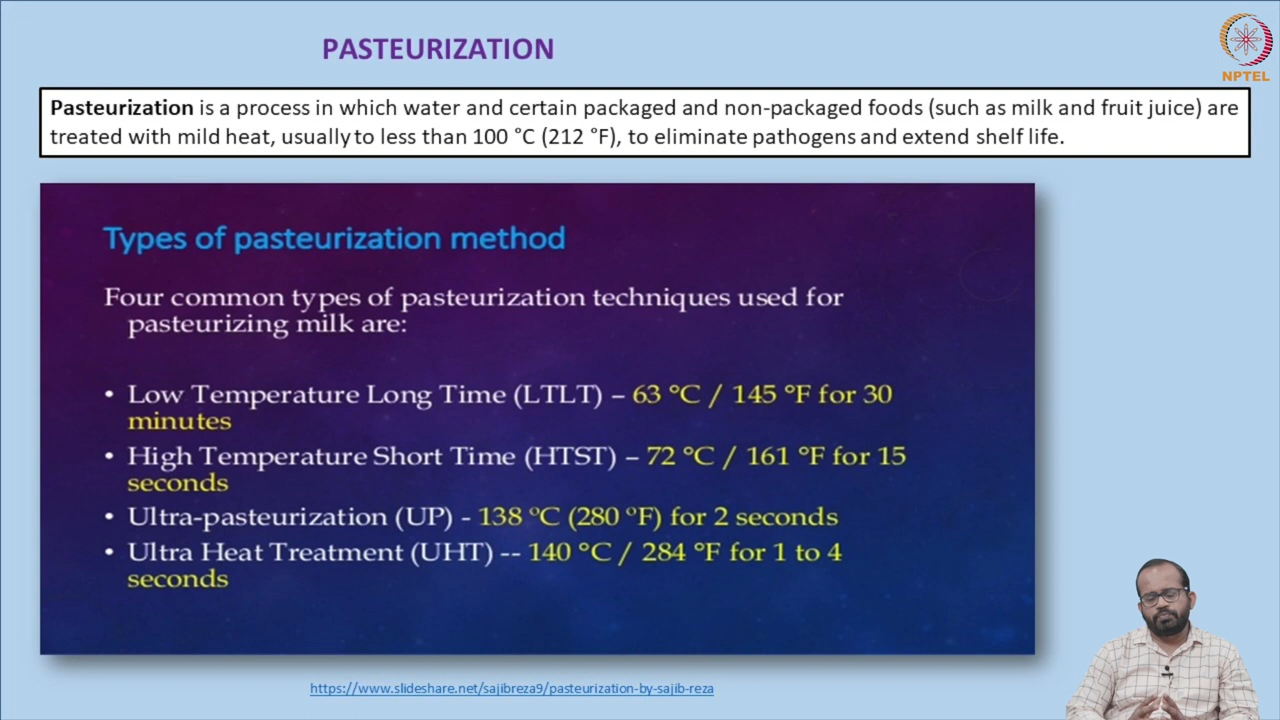 PASTEURIZATION
NPTEL
Pasteurization is a process in which water and certain packaged and non-packaged foods (such as milk and fruit juice) are
treated with mild heat, usually to less than 100 °C (212 °F), to eliminate pathogens and extend shelf life.
Types of pasteurization method
Four common types of pasteurization techniques used for
pasteurizing milk are:
• Low Temperature Long Time (LTLT) – 63 °C / 145 °F for 30
minutes
• High Temperature Short Time (HTST) – 72 °C / 161 °F for 15
seconds
• Ultra-pasteurization (UP) - 138 °C (280 °F) for 2 seconds
• Ultra Heat Treatment (UHT) -- 140 °C / 284 °F for 1 to 4
seconds
https://www.slideshare.net/sajibreza9/pasteurization-by-sajib-reza